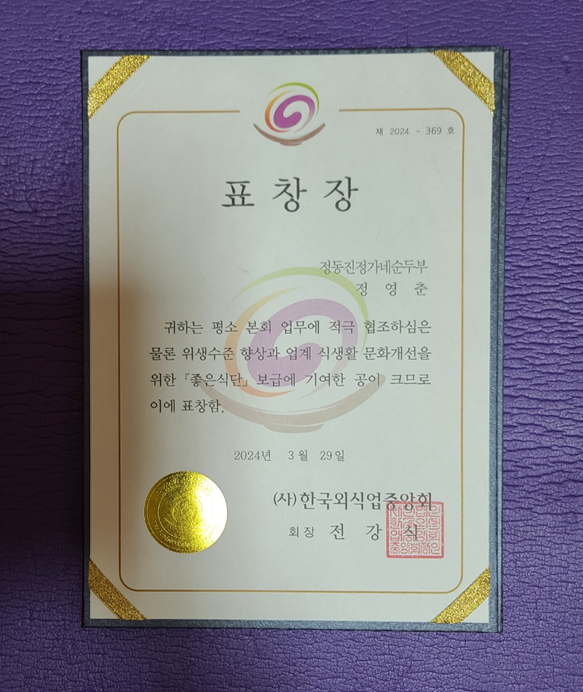 제 2024 - 369 호
표창장
정동진정가네순두부
정 영 춘
귀하는 평소 본회 업무에 적극 협조하심은
물론 위생수준 향상과 업계 식생활 문화개선을
위한 『좋은식단』 보급에 기여한 공이 크므로
이에 표창함.
2024년 3월 29일
(사)한국외식업중앙회
회장 전 강 식